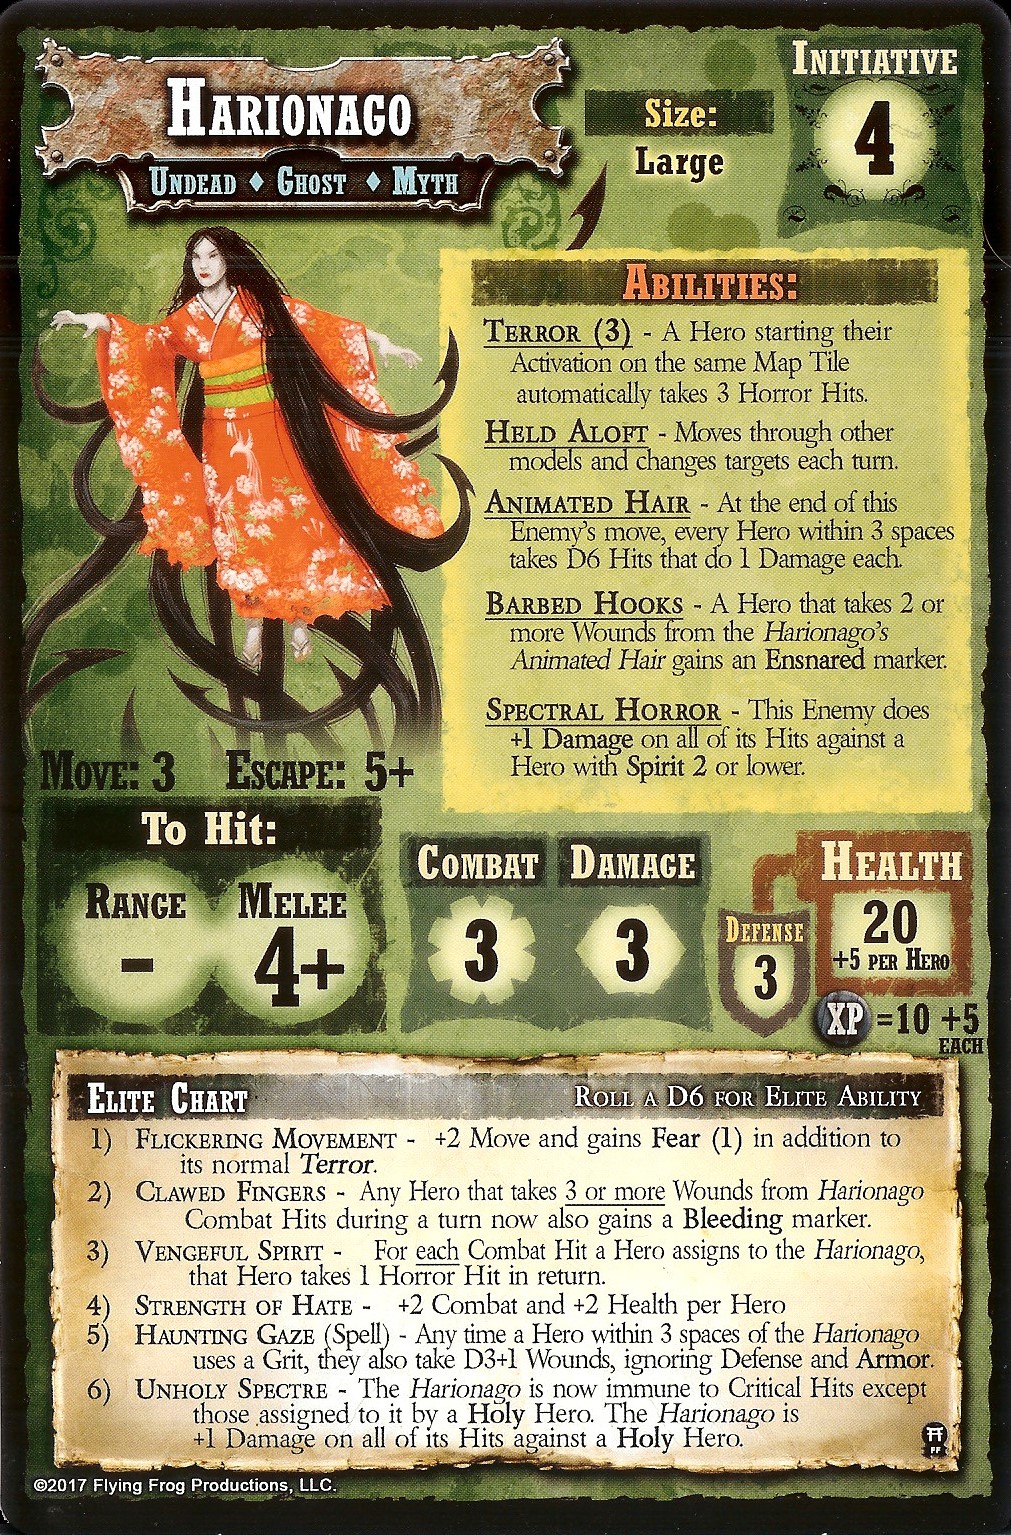 HARIONAGO
UNDEAD ♦ GHOST ♦ MYTH
Size:
Large
INITIATIVE
4
ABILITIES:
TERROR (3) - A Hero starting their
Activation on the same Map Tile
automatically takes 3 Horror Hits.
HELD ALOFT - Moves through other
models and changes targets each turn.
ANIMATED HAIR - At the end of this
Enemy's move, every Hero within 3 spaces
takes D6 Hits that do 1 Damage each.
BARBED HOOKS - A Hero that takes 2 or
more Wounds from the Harionago's
Animated Hair gains an Ensnared marker.
SPECTRAL HORROR - This Enemy does
+1 Damage on all of its Hits against a
Hero with Spirit 2 or lower.
MOVE: 3 ESCAPE: 5+
To Hit:
RANGE MELEE
- 4+
COMBAT
3
DAMAGE
3
DEFENSE
3
HEALTH
20
+5 PER HERO
XP =10 +5
EACH
ELITE CHART ROLL A D6 FOR ELITE ABILITY
1) FLICKERING MOVEMENT - +2 Move and gains Fear (1) in addition to
its normal Terror.
2) CLAWED FINGERS - Any Hero that takes 3 or more Wounds from Harionago
Combat Hits during a turn now also gains a Bleeding marker.
3) VENGEFUL SPIRIT - For each Combat Hit a Hero assigns to the Harionago,
that Hero takes 1 Horror Hit in return.
4) STRENGTH OF HATE - +2 Combat and +2 Health per Hero
5) HAUNTING GAZE (Spell) - Any time a Hero within 3 spaces of the Harionago
uses a Grit, they also take D3+1 Wounds, ignoring Defense and Armor.
6) UNHOLY SPECTRE - The Harionago is now immune to Critical Hits except
those assigned to it by a Holy Hero. The Harionago is
+1 Damage on all of its Hits against a Holy Hero.
FF
©2017 Flying Frog Productions, LLC.